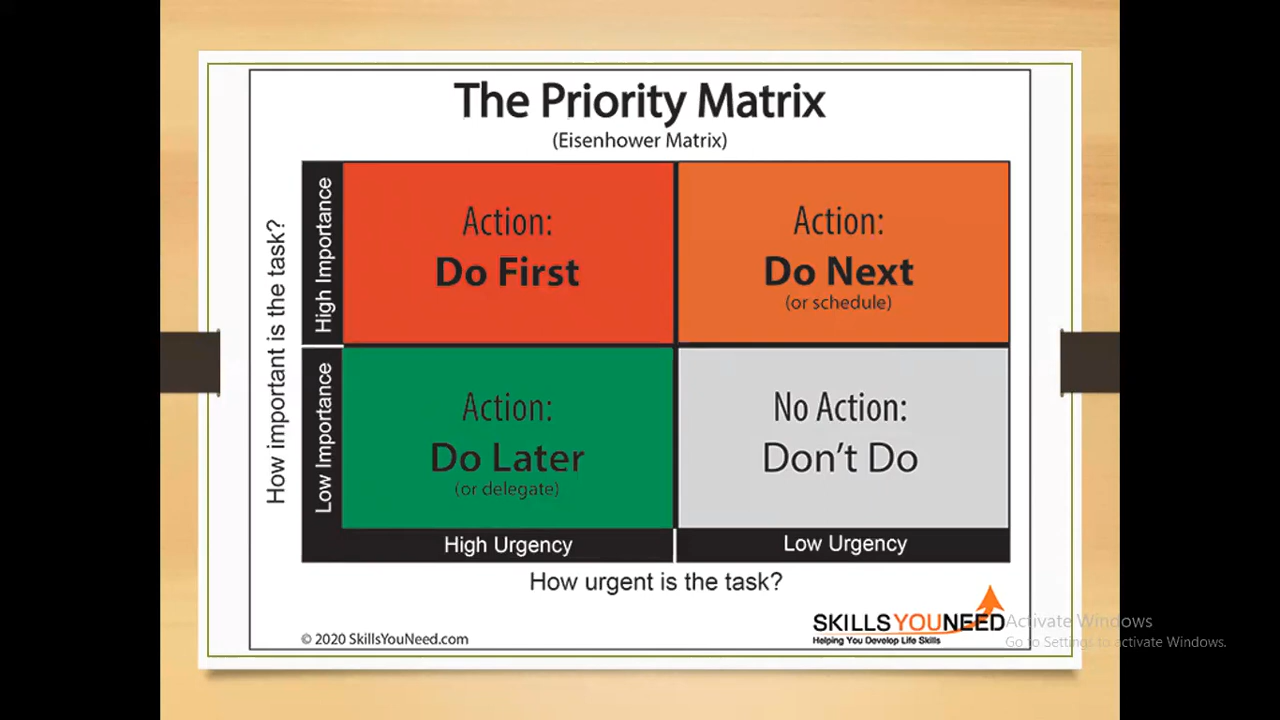 The Priority Matrix
(Eisenhower Matrix)
How important is the task?
High Importance
Action:
Do First
Action:
Do Next
(or schedule)
Low Importance
Action:
Do Later
(or delegate)
No Action:
Don't Do
High Urgency
Low Urgency
How urgent is the task?
© 2020 SkillsYouNeed.com
SKILLSYOUNEED
Helping You Develop Life Skills
Activate Windows
Go to Settings to activate Windows.